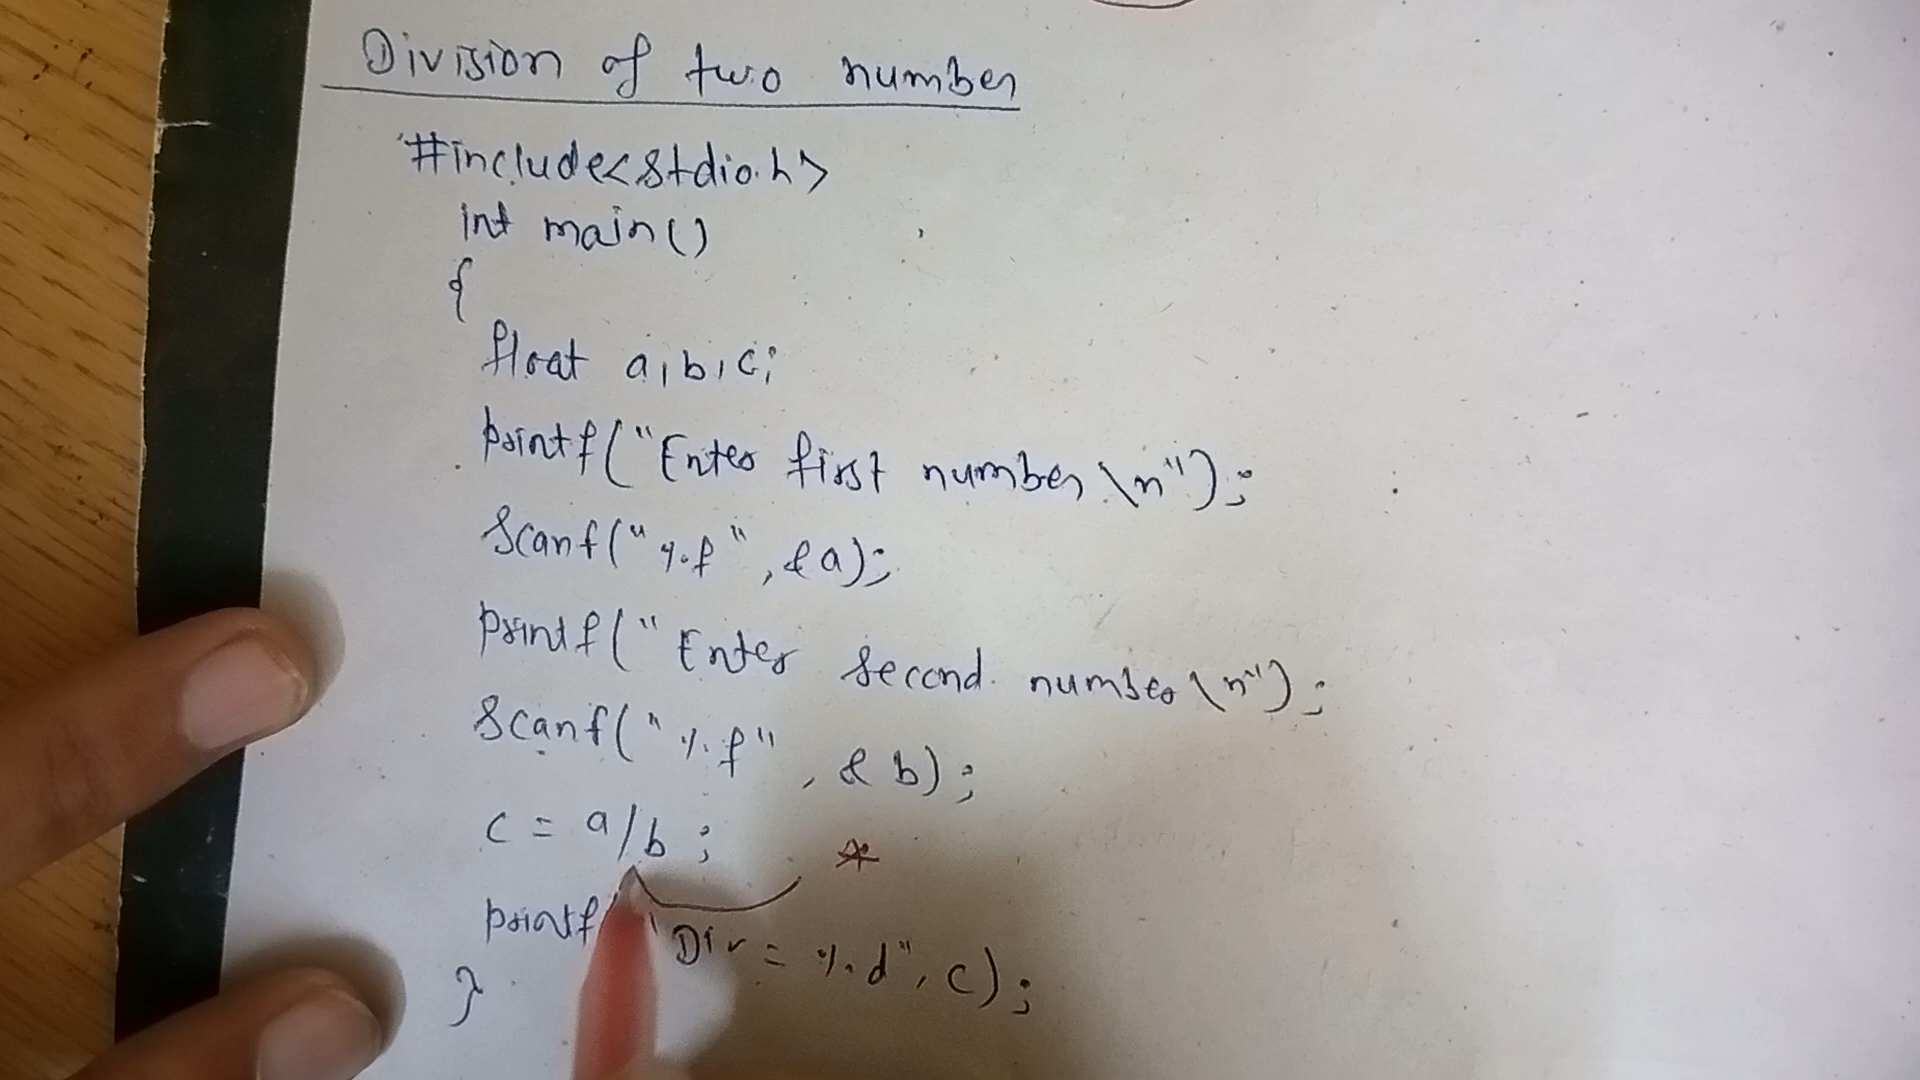 Division of two number
#include<stdio.h>
int main()
{
float a,b,c;
printf("Enter first number \n");
scanf("%f", &a);
printf("Enter second number \n");
scanf("%f", &b);
c = a/b;
*
printf "Div = %d", c);
}